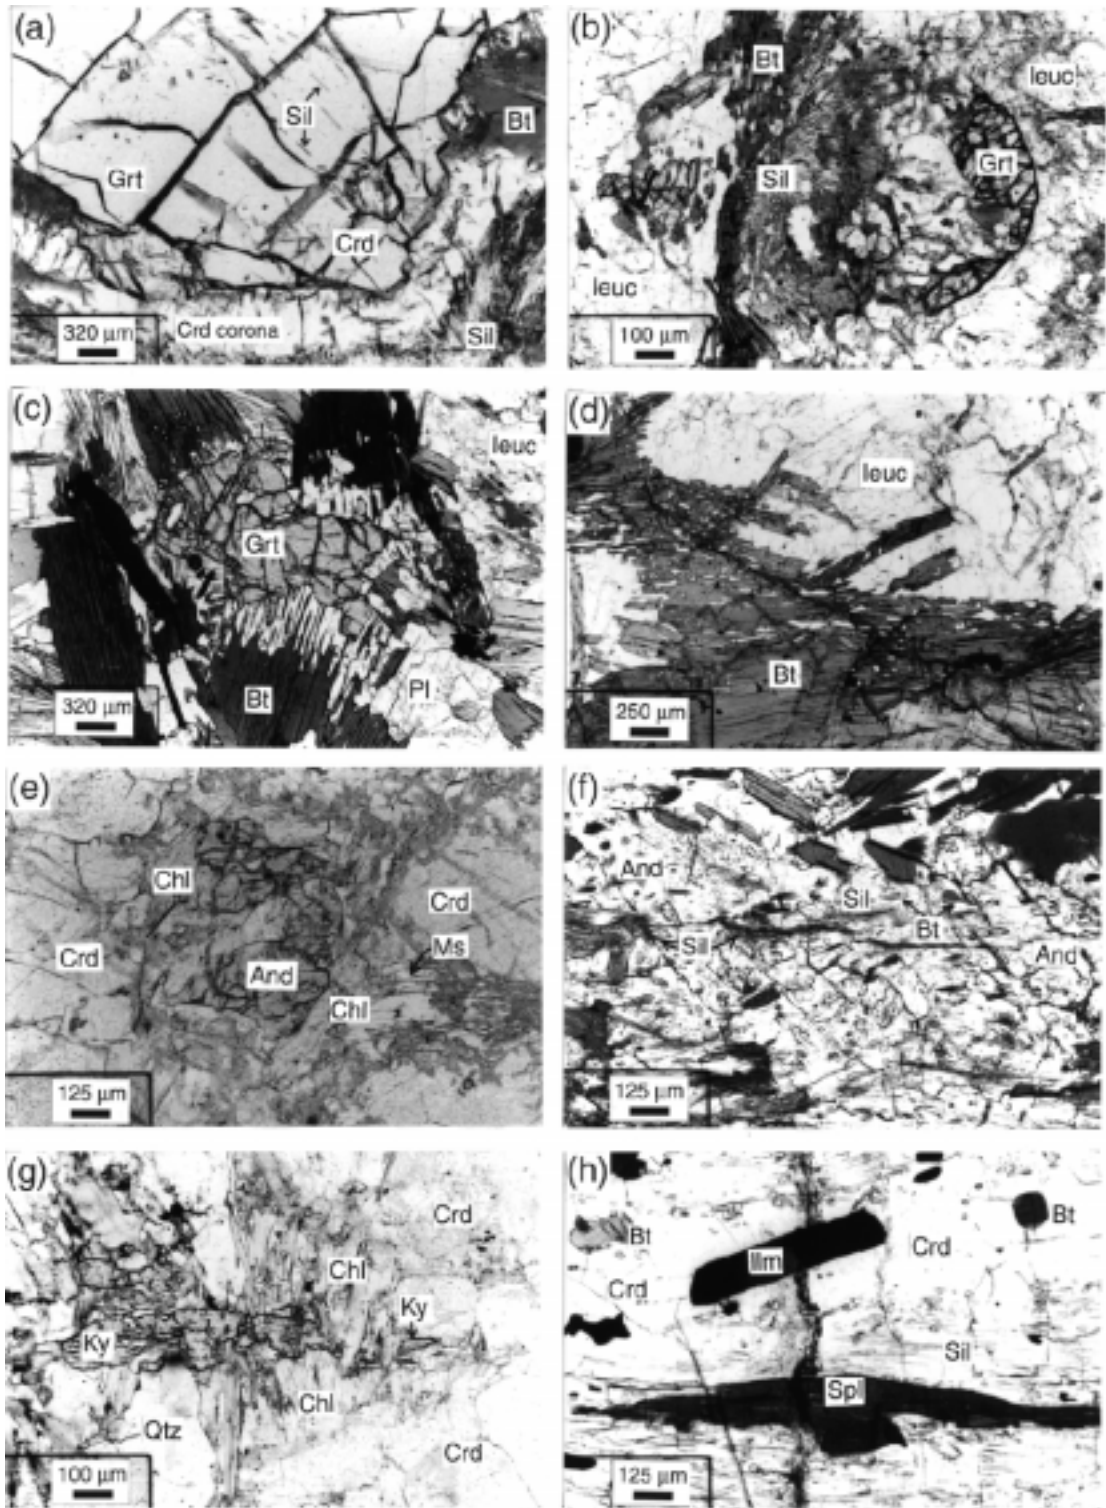 (a)
Bt
Sil
Grt
Crd
Crd corona
Sil
320 μm
(b)
Bt
leuc
Grt
Sil
leuc
100 μm
(c)
leuc
Grt
Bt
Pl
320 μm
(d)
leuc
Bt
250 μm
(e)
Chl
Crd
Crd
Ms
And
Chl
125 μm
(f)
And
Sil
Bt
Sil
And
125 μm
(g)
Crd
Chl
Ky
Ky
Chl
Qtz
Crd
100 μm
(h)
Bt
Bt
Ilm
Crd
Crd
Sil
Spl
125 μm